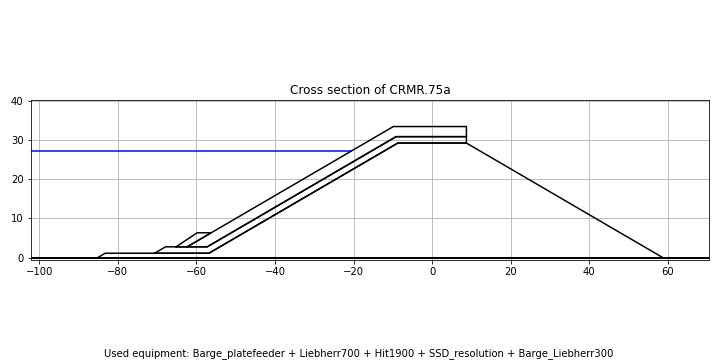 Cross section of CRMR.75a
40
30
20
10
0
−100 −80 −60 −40 −20 0 20 40 60
Used equipment: Barge_platefeeder + Liebherr700 + Hit1900 + SSD_resolution + Barge_Liebherr300